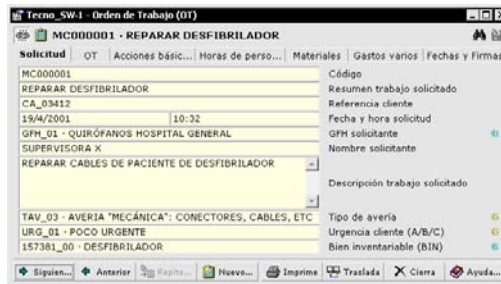 Tecno_SW-1 - Orden de Trabajo (OT)
MC000001 - REPARAR DESFIBRILADOR
Solicitud OT Acciones básic... Horas de perso... Materiales Gastos varios Fechas y Firmas
MC000001 Código
REPARAR DESFIBRILADOR Resumen trabajo solicitado
CA_03412 Referencia cliente
19/4/2001 10:32 Fecha y hora solicitud
GFH_01 - QUIRÓFANOS HOSPITAL GENERAL GFH solicitante
SUPERVISORA X Nombre solicitante
REPARAR CABLES DE PACIENTE DE DESFIBRILADOR
Descripción trabajo solicitado
TAV_03 - AVERIA "MECÁNICA": CONECTORES, CABLES, ETC Tipo de avería
URG_01 - POCO URGENTE Urgencia cliente (A/B/C)
157381_00 - DESFIBRILADOR Bien inventariable (BIN)
Siguien... Anterior Repite... Nuevo... Imprime Traslada Cierra Ayuda...